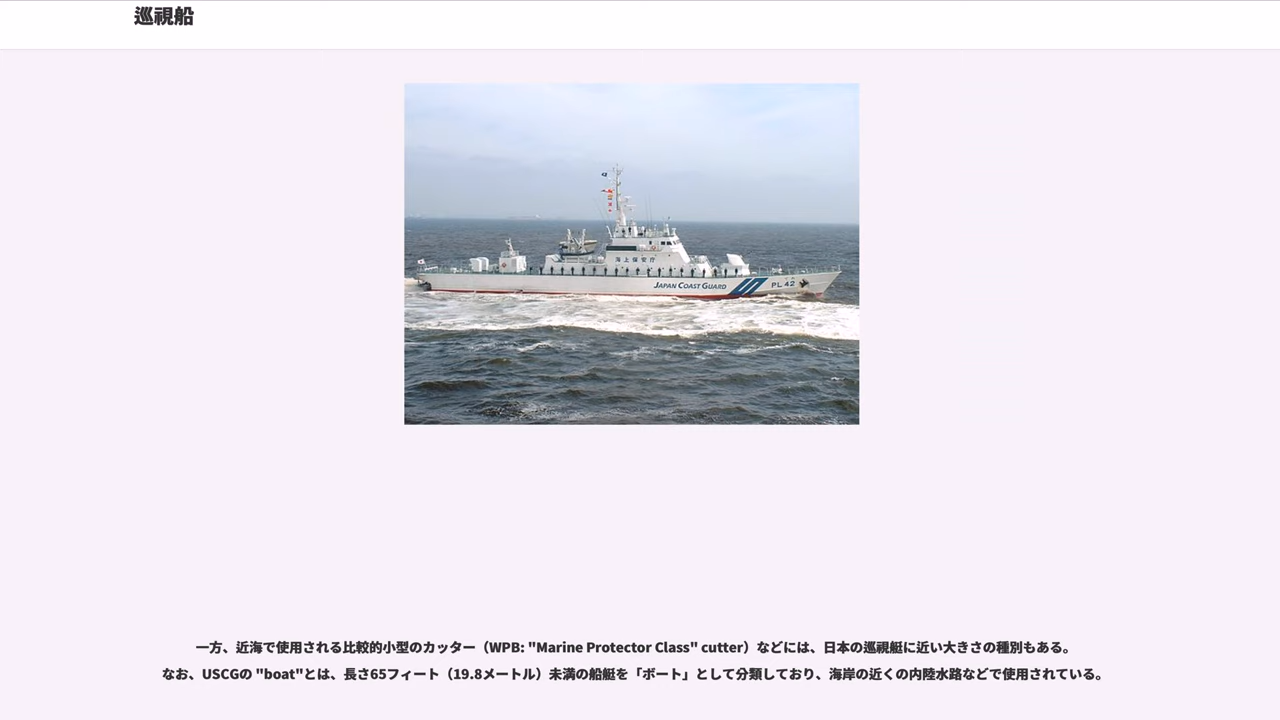 巡視船
海上保安庁
JAPAN COAST GUARD
PL 42
一方、近海で使用される比較的小型のカッター（WPB: "Marine Protector Class" cutter）などには、日本の巡視艇に近い大きさの種別もある。
なお、USCGの "boat"とは、長さ65フィート（19.8メートル）未満の船艇を「ボート」として分類しており、海岸の近くの内陸水路などで使用されている。